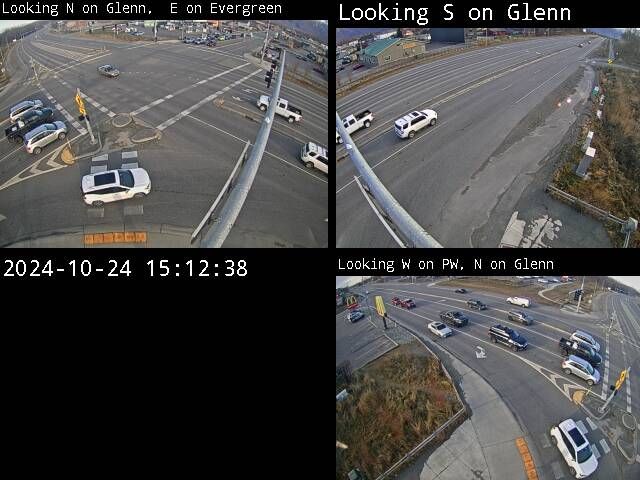 Looking N on Glenn,  E on Evergreen
Looking S on Glenn
2024-10-24 15:12:38
Looking W on PW, N on Glenn